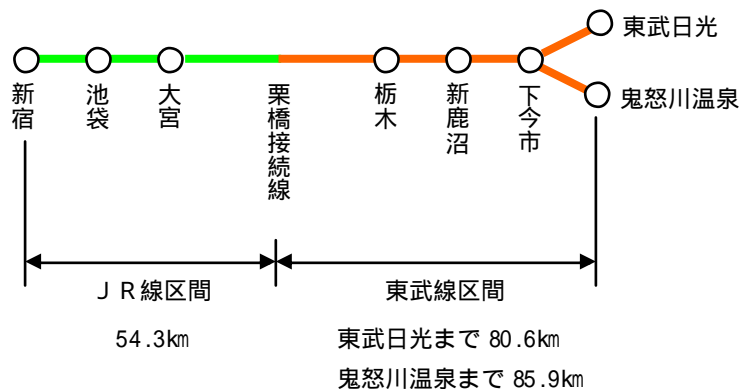 東武日光
鬼怒川温泉
新宿
池袋
大宮
栗橋接続線
栃木
新鹿沼
下今市
ＪＲ線区間
東武線区間
54.3㎞
東武日光まで 80.6㎞
鬼怒川温泉まで 85.9㎞